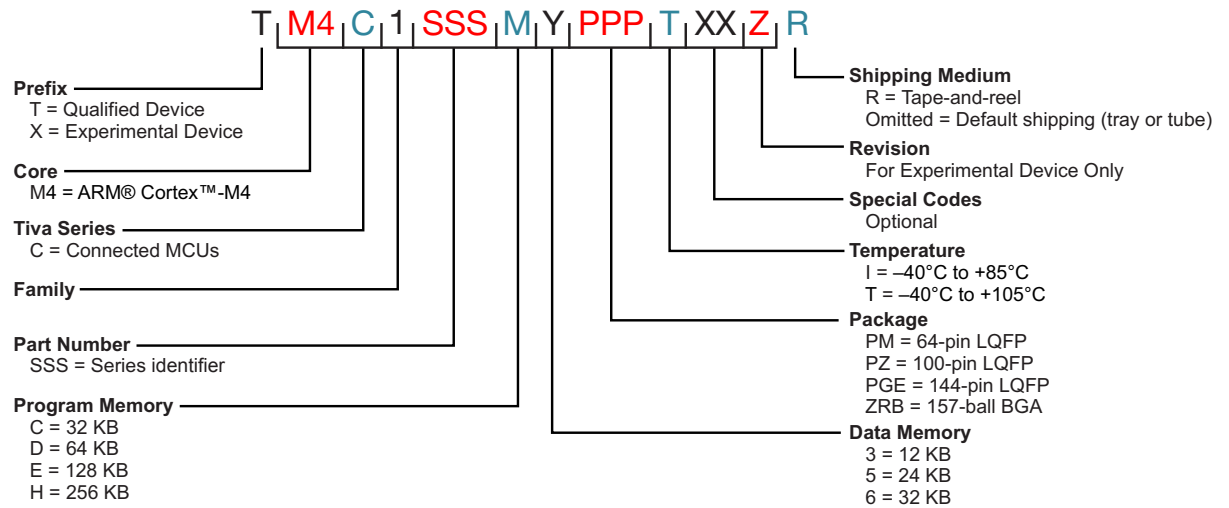 T M4 C 1 SSS M Y PPP T XX Z R
Prefix
T = Qualified Device
X = Experimental Device
Core
M4 = ARM® Cortex™-M4
Tiva Series
C = Connected MCUs
Family
Part Number
SSS = Series identifier
Program Memory
C = 32 KB
D = 64 KB
E = 128 KB
H = 256 KB
Shipping Medium
R = Tape-and-reel
Omitted = Default shipping (tray or tube)
Revision
For Experimental Device Only
Special Codes
Optional
Temperature
I = –40°C to +85°C
T = –40°C to +105°C
Package
PM = 64-pin LQFP
PZ = 100-pin LQFP
PGE = 144-pin LQFP
ZRB = 157-ball BGA
Data Memory
3 = 12 KB
5 = 24 KB
6 = 32 KB